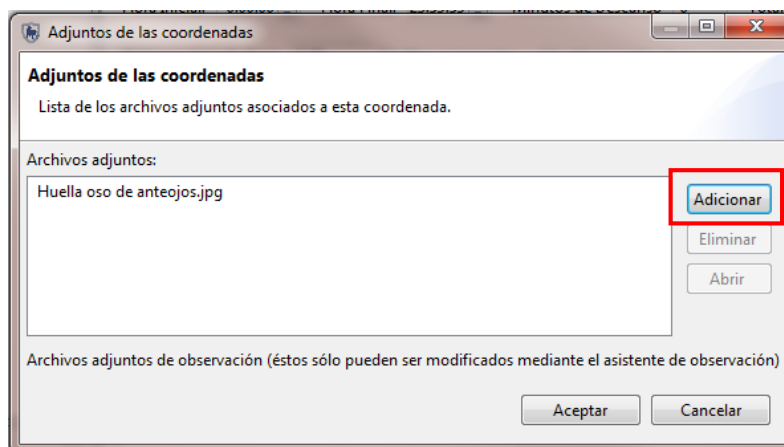 Adjuntos de las coordenadas
Adjuntos de las coordenadas
Lista de los archivos adjuntos asociados a esta coordenada.
Archivos adjuntos:
Huella oso de anteojos.jpg
Adicionar
Eliminar
Abrir
Archivos adjuntos de observación (éstos sólo pueden ser modificados mediante el asistente de observación)
Aceptar
Cancelar